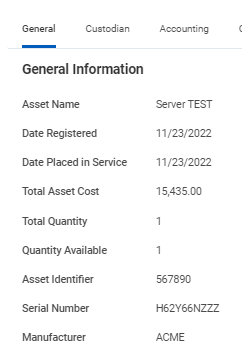 General Custodian Accounting
General Information
Asset Name Server TEST
Date Registered 11/23/2022
Date Placed in Service 11/23/2022
Total Asset Cost 15,435.00
Total Quantity 1
Quantity Available 1
Asset Identifier 567890
Serial Number H62Y66NZZZ
Manufacturer ACME